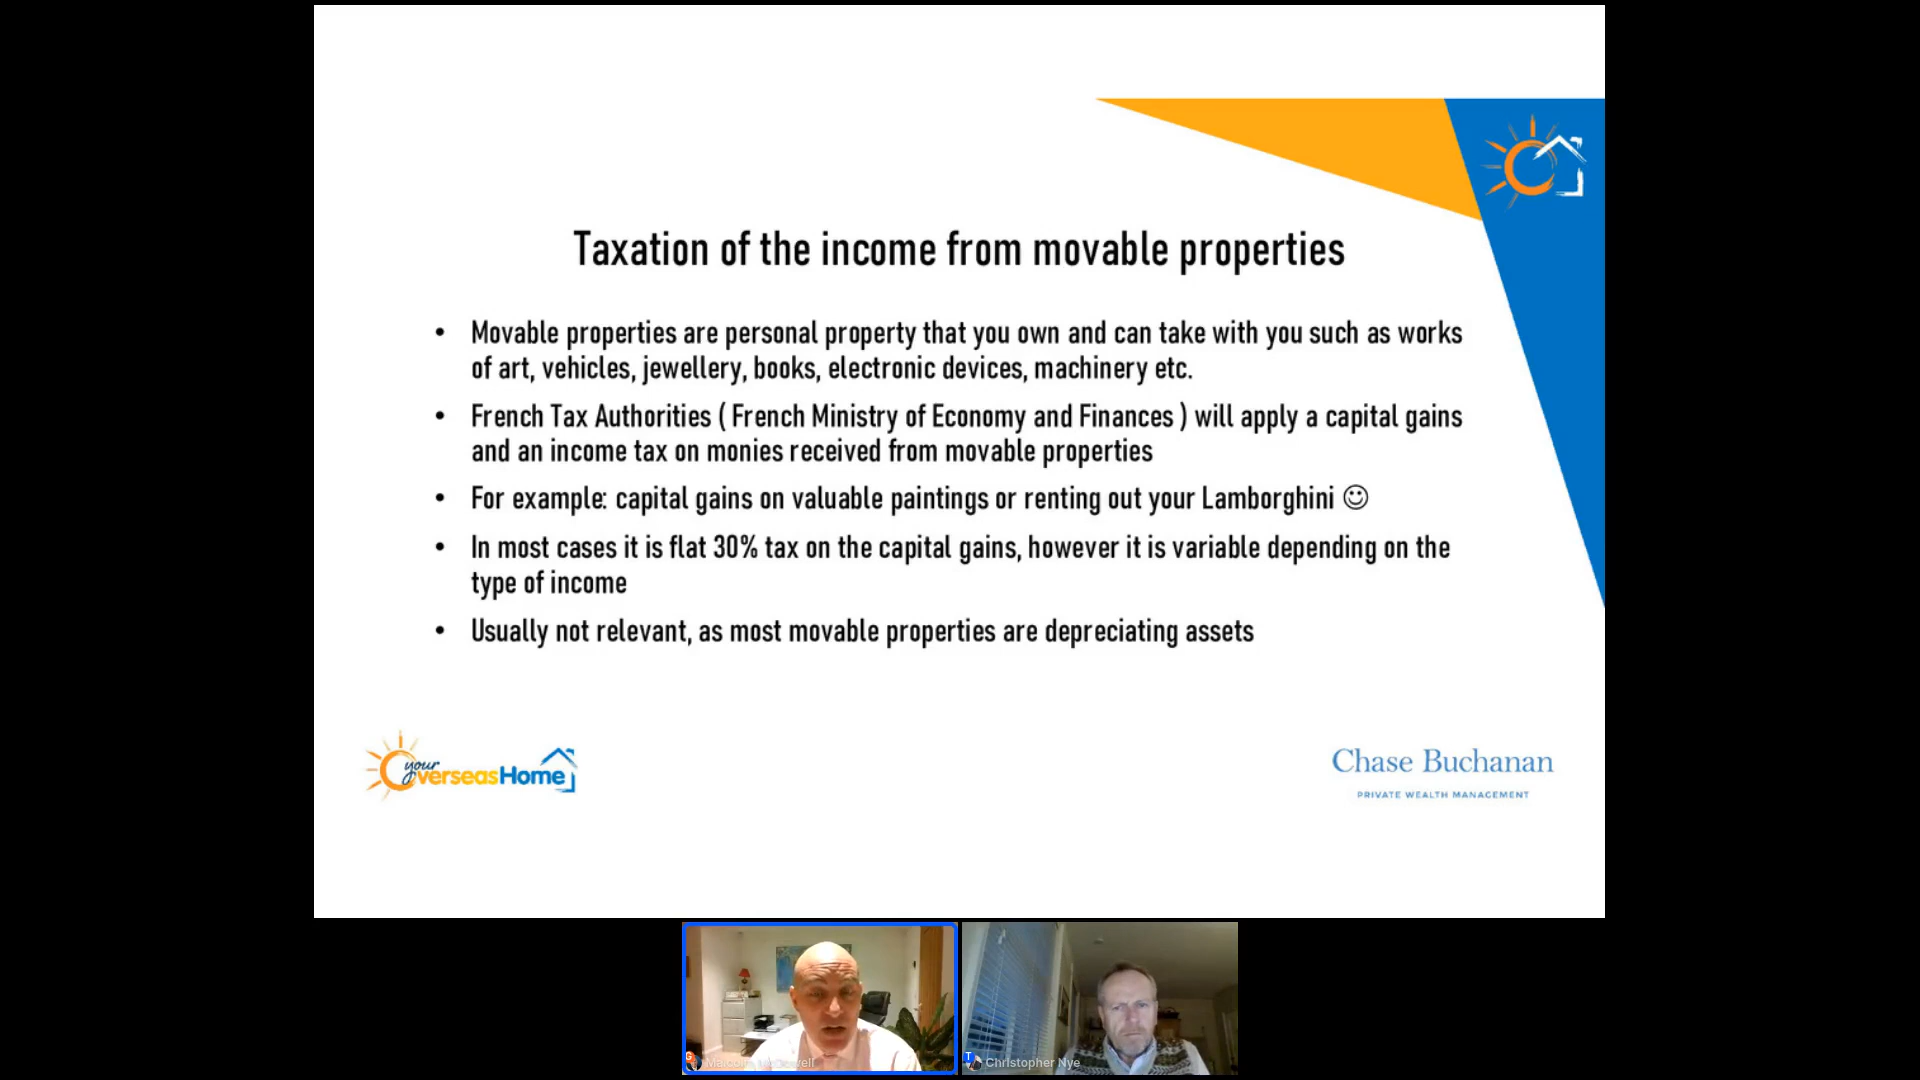 Taxation of the income from movable properties
• Movable properties are personal property that you own and can take with you such as works
of art, vehicles, jewellery, books, electronic devices, machinery etc.
• French Tax Authorities ( French Ministry of Economy and Finances ) will apply a capital gains
and an income tax on monies received from movable properties
• For example: capital gains on valuable paintings or renting out your Lamborghini ☺
• In most cases it is flat 30% tax on the capital gains, however it is variable depending on the
type of income
• Usually not relevant, as most movable properties are depreciating assets
your
OverseasHome
Chase Buchanan
PRIVATE WEALTH MANAGEMENT
Christopher Nye